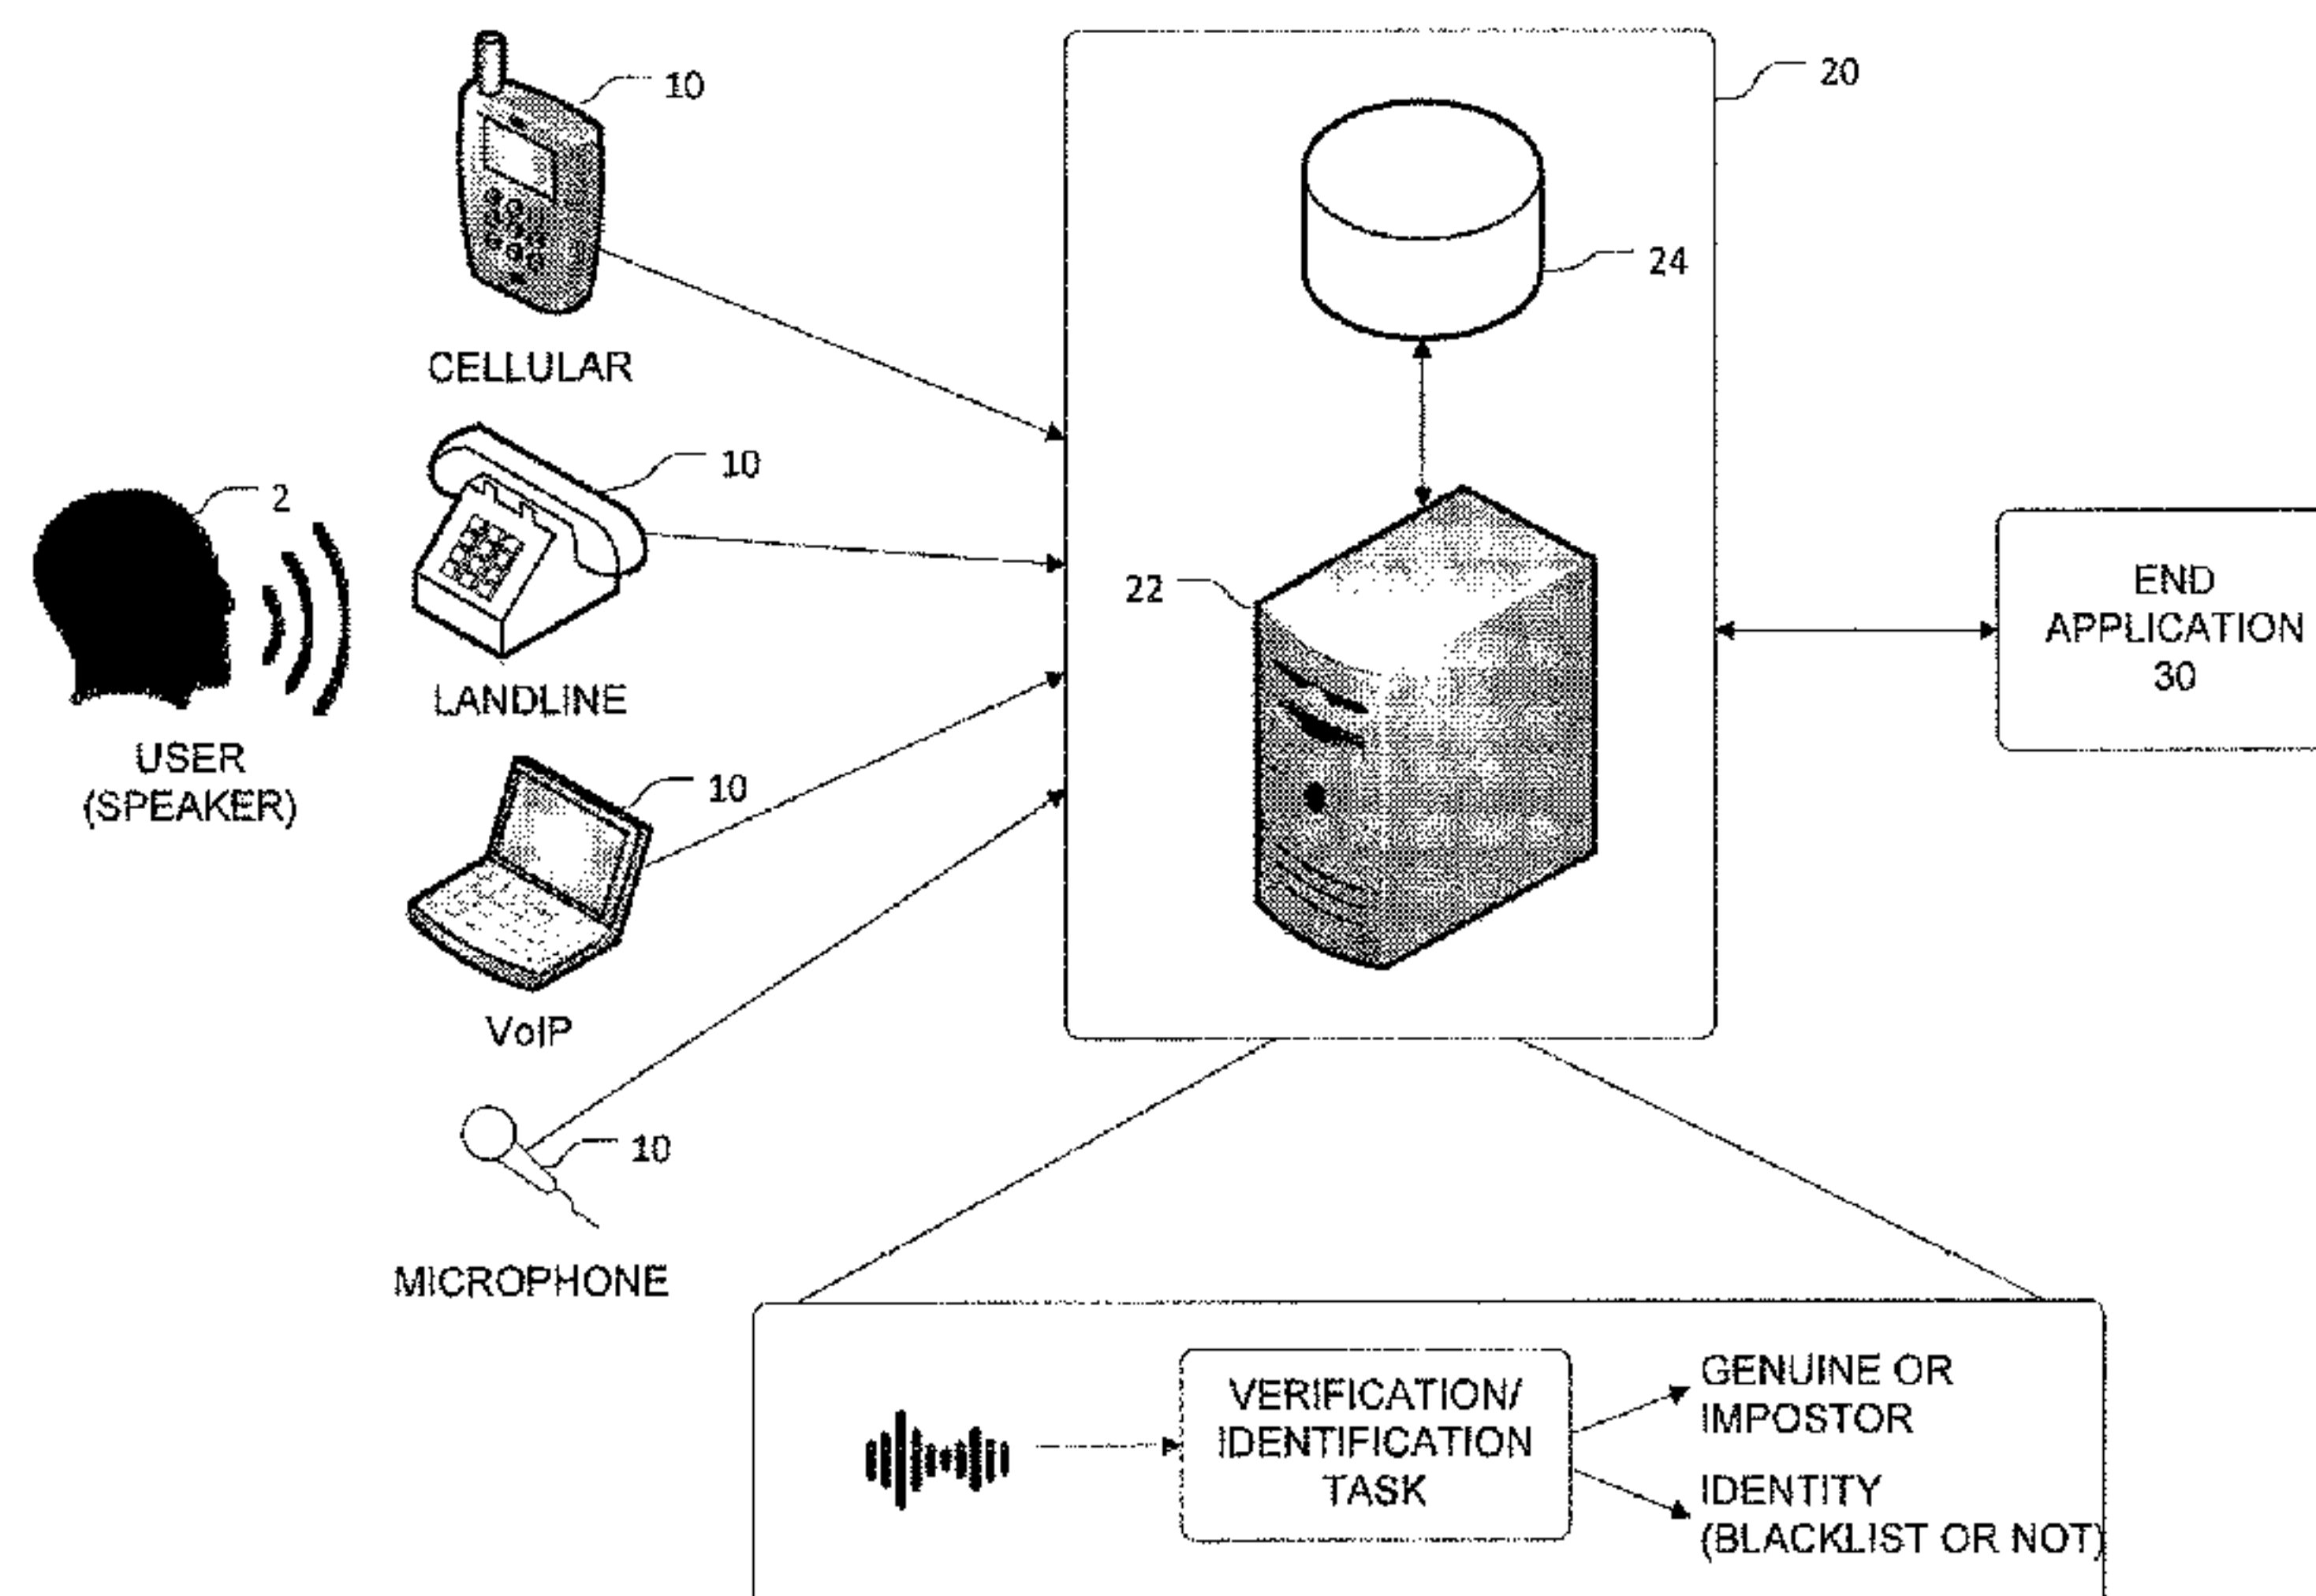 10
20
24
CELLULAR
10
2
22
END
APPLICATION
30
LANDLINE
USER
(SPEAKER)
10
VoIP
10
MICROPHONE
VERIFICATION/
IDENTIFICATION
TASK
GENUINE OR
IMPOSTOR
IDENTITY
(BLACKLIST OR NOT)